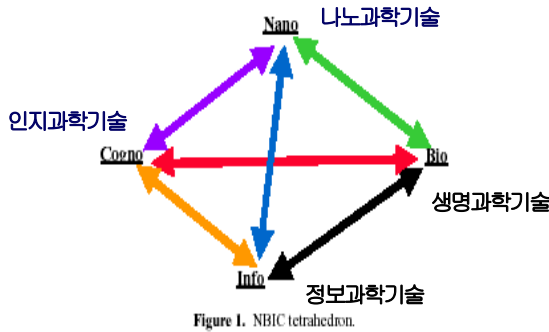 Nano
나노과학기술
인지과학기술
Cogno
Bio
생명과학기술
Info
정보과학기술
Figure 1. NBIC tetrahedron.